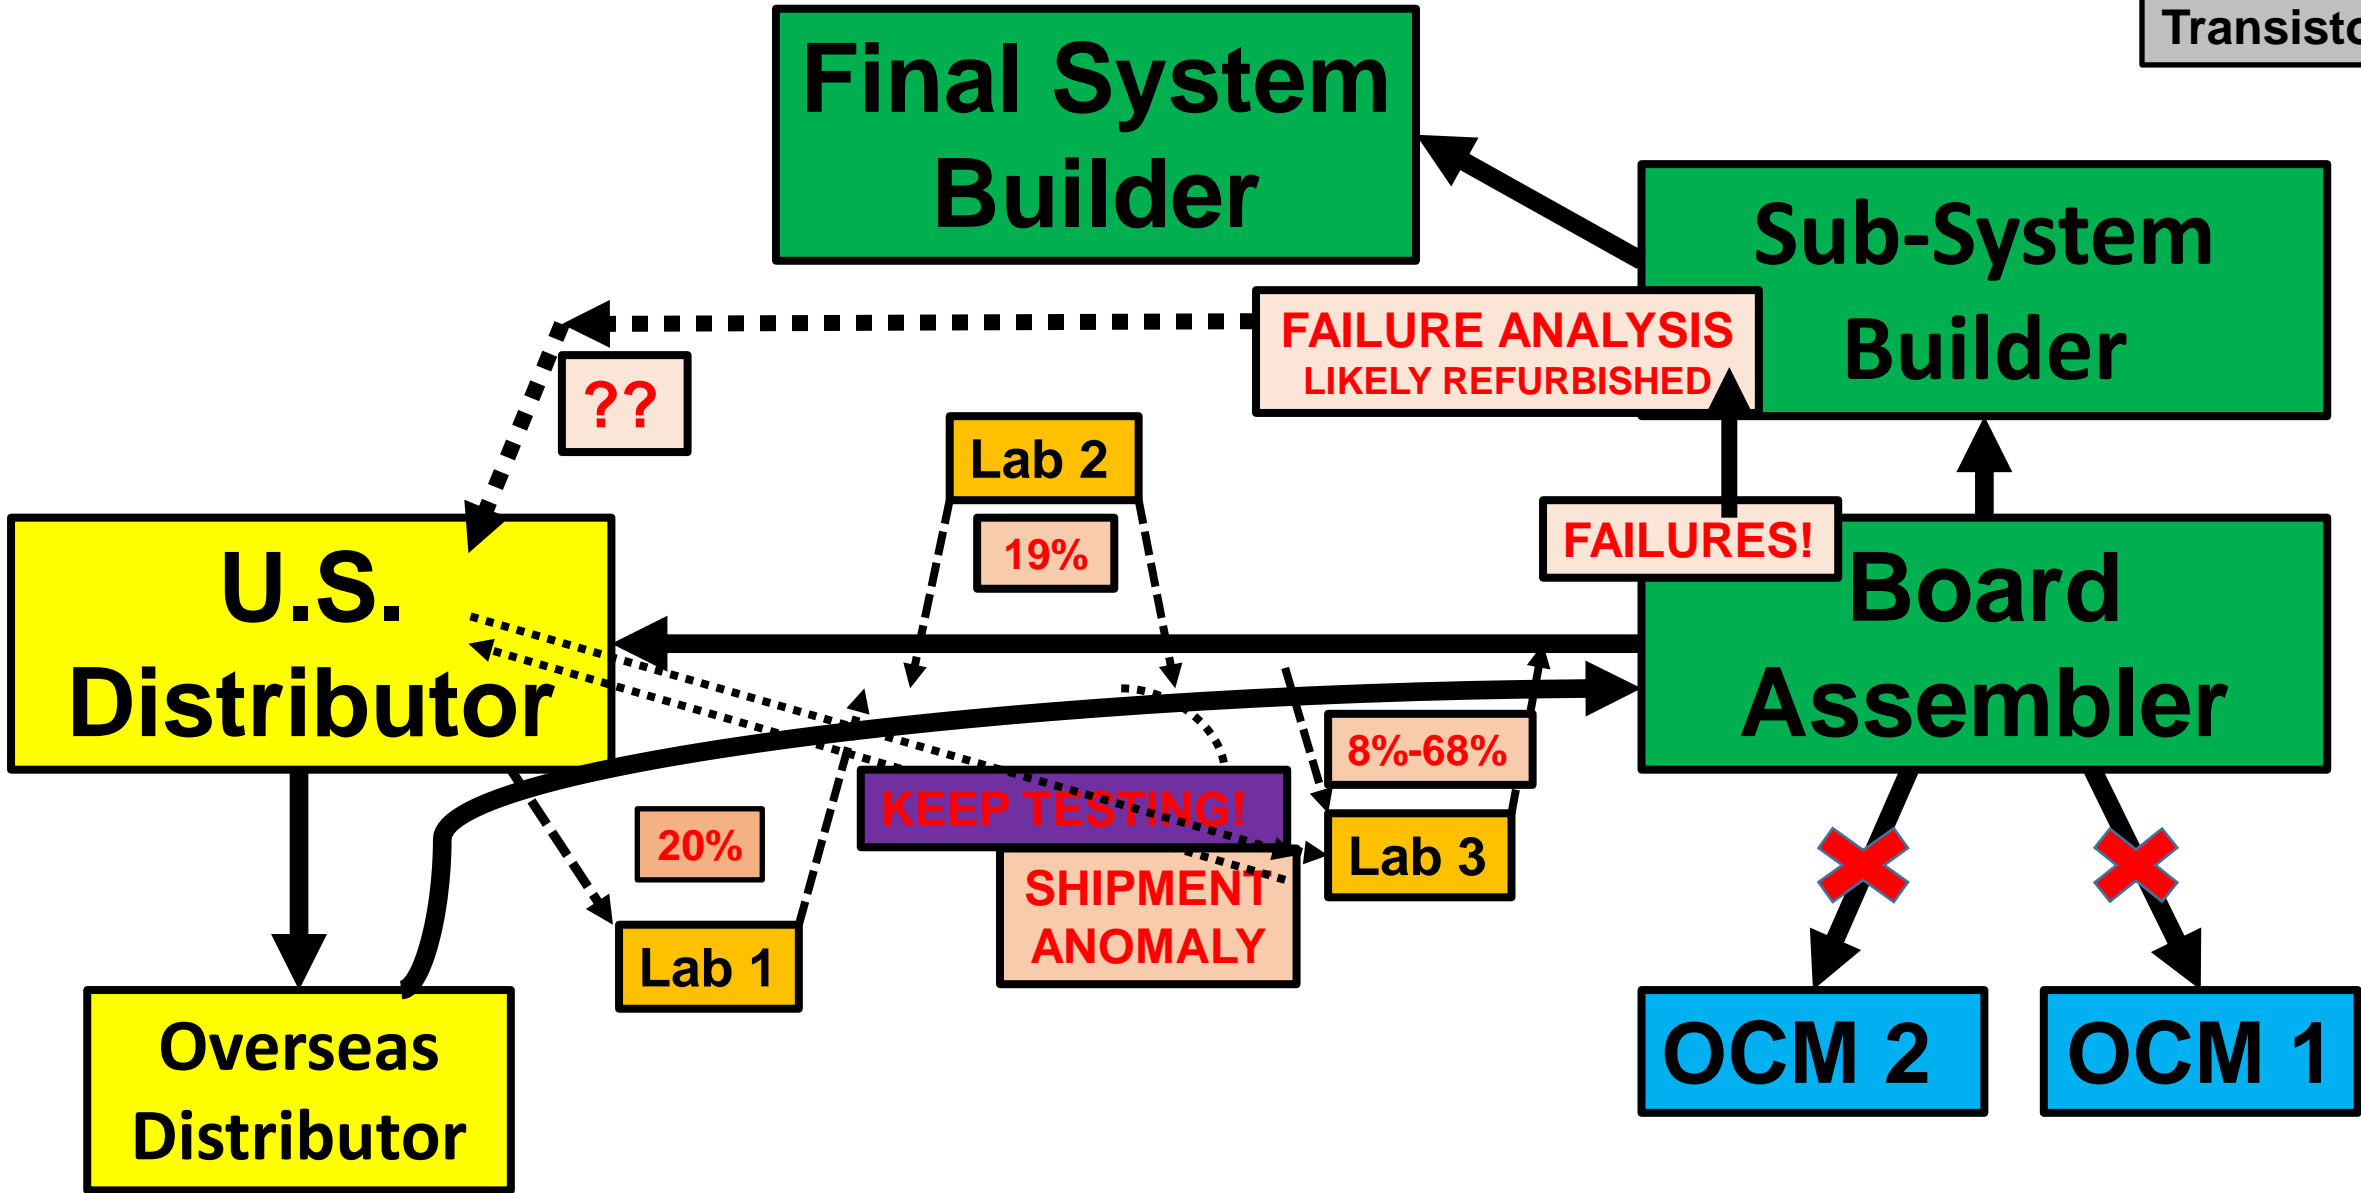 Final System
Builder
Transisto
Sub-System
Builder
FAILURE ANALYSIS
LIKELY REFURBISHED
??
Lab 2
19%
FAILURES!
U.S.
Distributor
Board
Assembler
8%-68%
KEEP TESTING!
20%
Lab 3
SHIPMENT
ANOMALY
Lab 1
Overseas
Distributor
OCM 2
OCM 1